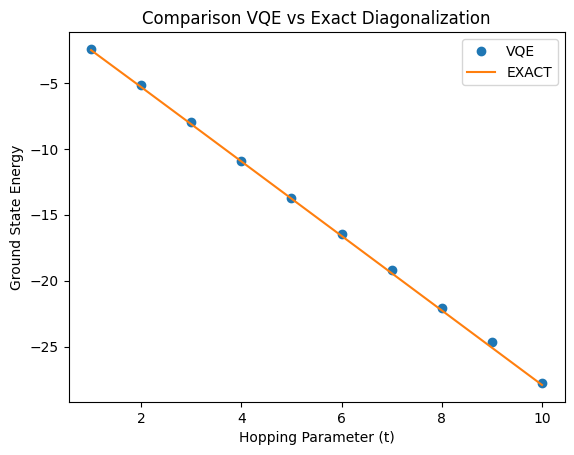 Comparison VQE vs Exact Diagonalization
VQE
EXACT
Ground State Energy
−5
−10
−15
−20
−25
2
4
6
8
10
Hopping Parameter (t)